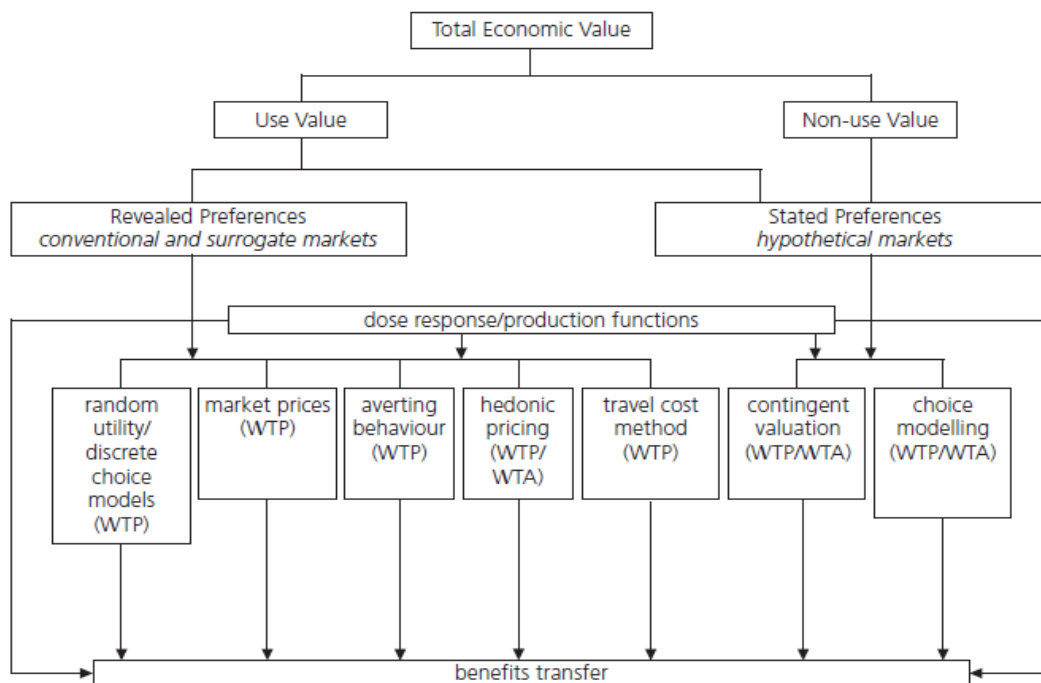 Total Economic Value
Use Value
Non-use Value
Revealed Preferences
conventional and surrogate markets
Stated Preferences
hypothetical markets
dose response/production functions
random
utility/
discrete
choice
models
(WTP)
market prices
(WTP)
averting
behaviour
(WTP)
hedonic
pricing
(WTP/
WTA)
travel cost
method
(WTP)
contingent
valuation
(WTP/WTA)
choice
modelling
(WTP/WTA)
benefits transfer